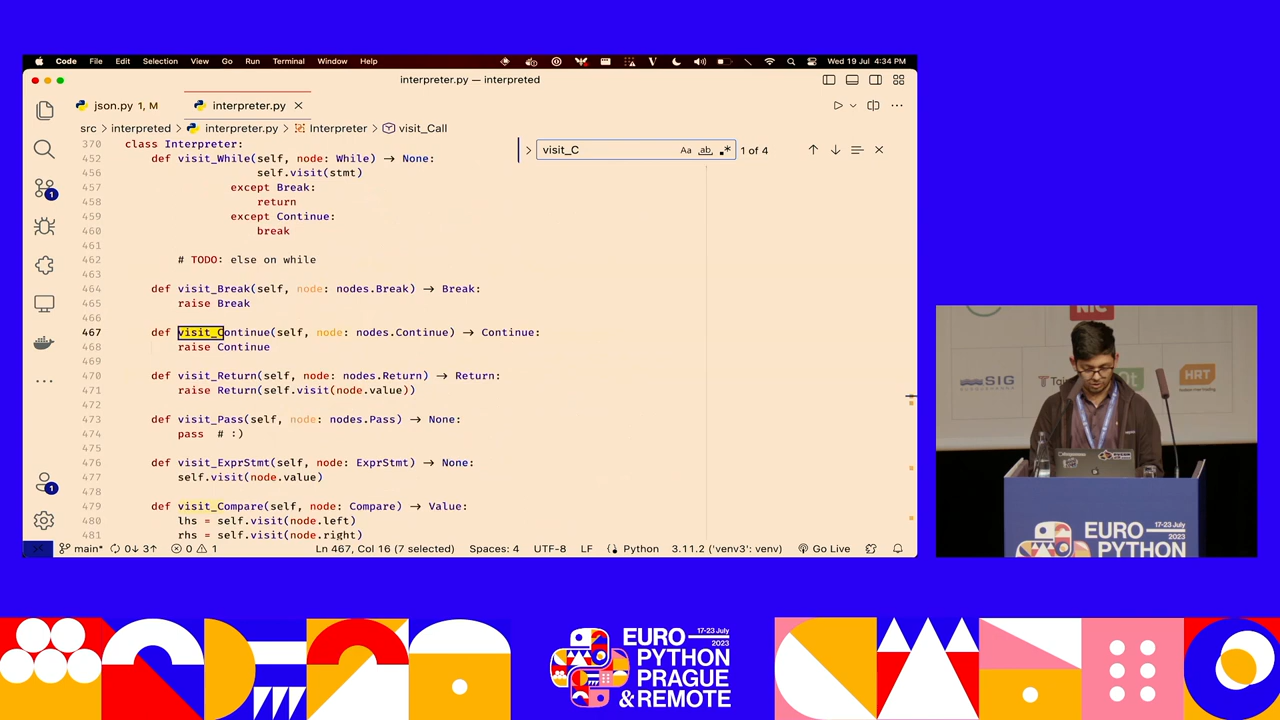 Code File Edit Selection View Go Run Terminal Window Help Wed 19 Jul 4:34 PM
interpreter.py — interpreted
json.py 1, M interpreter.py
src > interpreted > interpreter.py > Interpreter > visit_Call
visit_C Aa ab 1 of 4
370 class Interpreter:
452 def visit_While(self, node: While) → None:
456 self.visit(stmt)
457 except Break:
458 return
459 except Continue:
460 break
461
462 # TODO: else on while
463
464 def visit_Break(self, node: nodes.Break) → Break:
465 raise Break
466
467 def visit_Continue(self, node: nodes.Continue) → Continue:
468 raise Continue
469
470 def visit_Return(self, node: nodes.Return) → Return:
471 raise Return(self.visit(node.value))
472
473 def visit_Pass(self, node: nodes.Pass) → None:
474 pass # :)
475
476 def visit_ExprStmt(self, node: ExprStmt) → None:
477 self.visit(node.value)
478
479 def visit_Compare(self, node: Compare) → Value:
480 lhs = self.visit(node.left)
481 rhs = self.visit(node.right)
1
1
main* 0↓ 3↑ 0 1 Ln 467, Col 16 (7 selected) Spaces: 4 UTF-8 LF Python 3.11.2 ('venv3': venv) Go Live
NIC
SIG
HRT
EURO
PYTHON
17-23 July
2023
EURO
17-23 July
2023
PYTHON
PRAGUE
& REMOTE